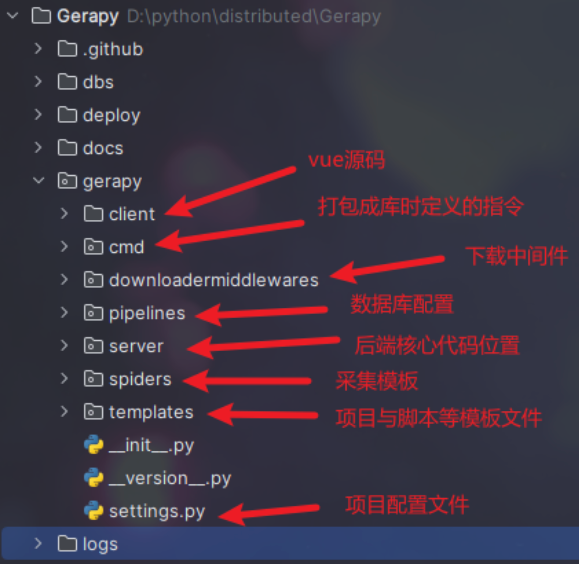 Gerapy D:\python\distributed\Gerapy
.github
dbs
deploy
docs
vue源码
gerapy
client
打包成库时定义的指令
cmd
下载中间件
downloadermiddlewares
数据库配置
pipelines
server
后端核心代码位置
spiders
采集模板
templates
项目与脚本等模板文件
__init__.py
__version__.py
settings.py
项目配置文件
logs